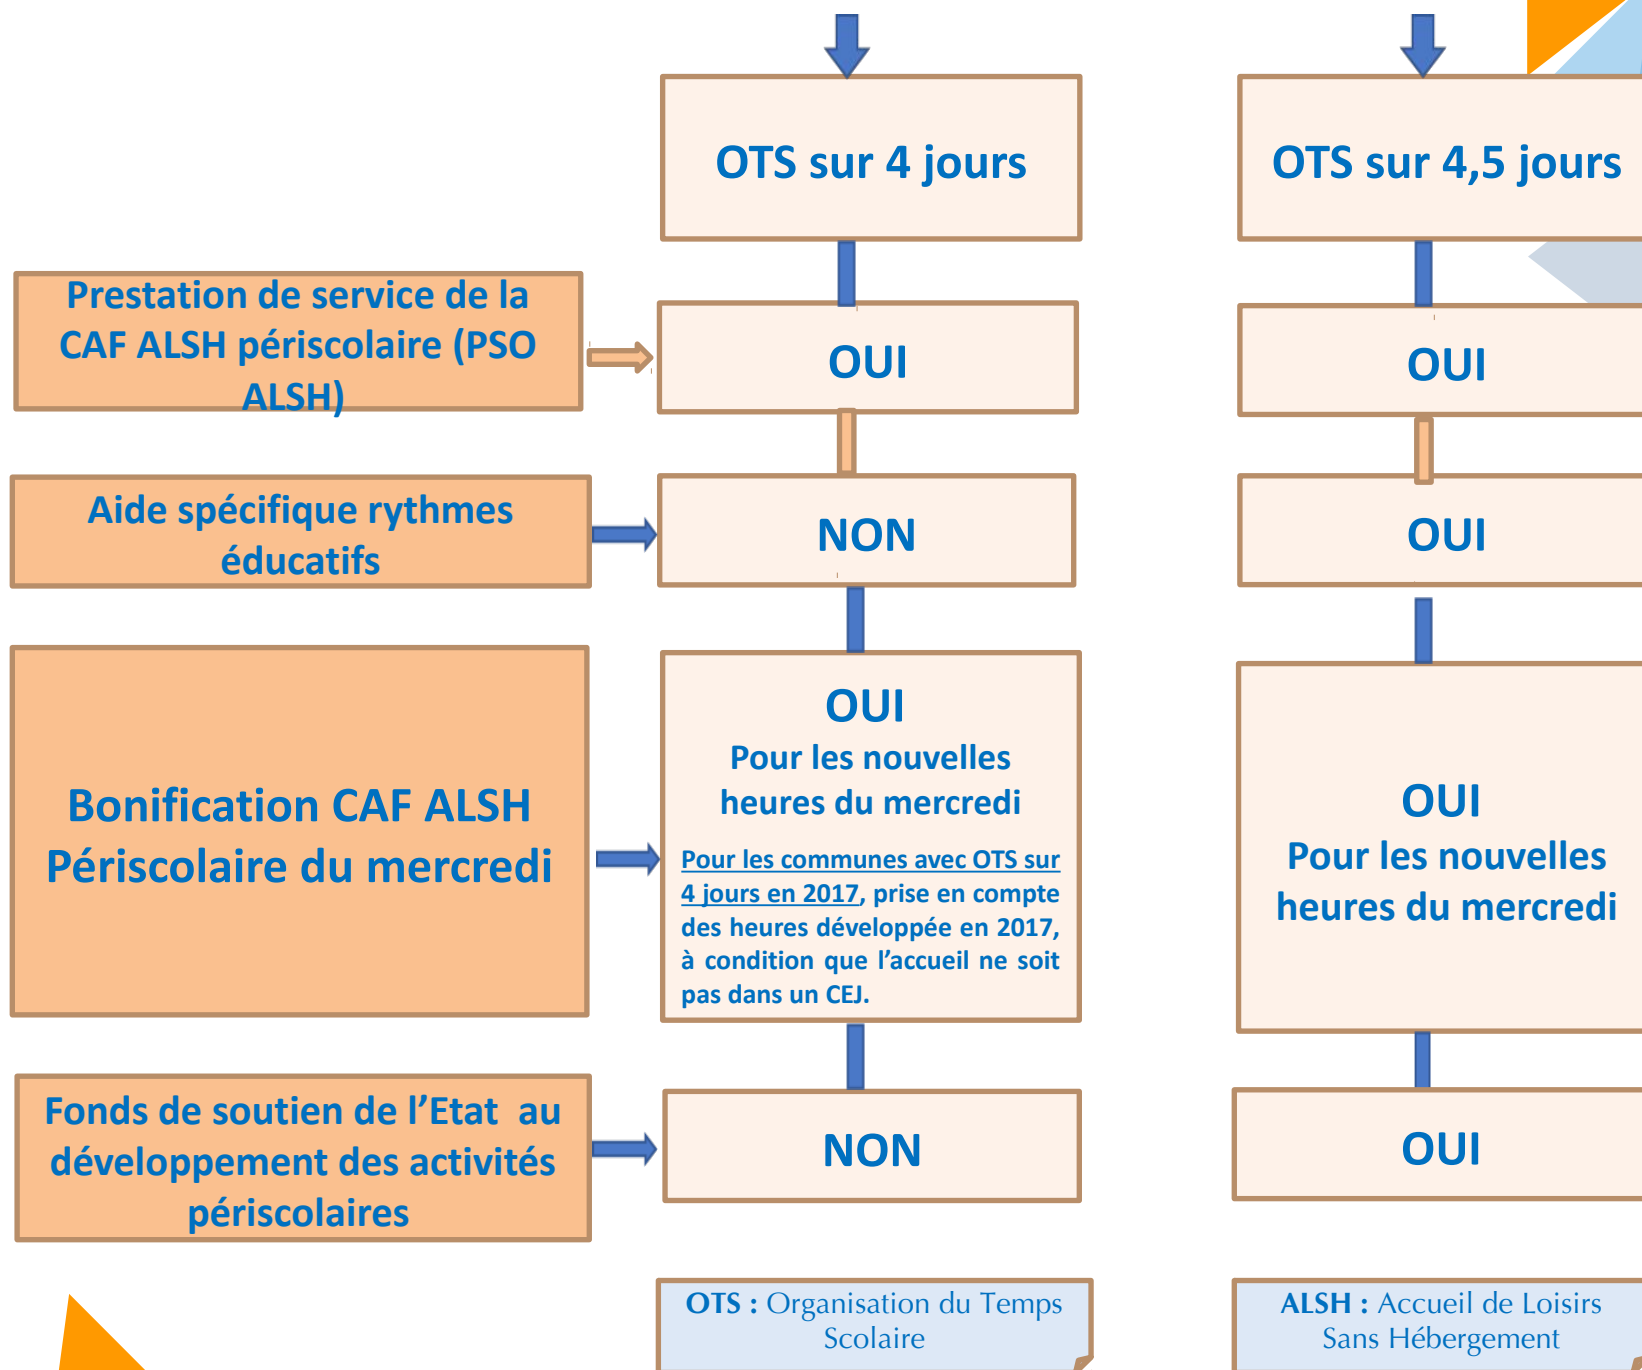 OTS sur 4 jours
OTS sur 4,5 jours
Prestation de service de la
CAF ALSH périscolaire (PSO
ALSH)
OUI
OUI
Aide spécifique rythmes
éducatifs
NON
OUI
Bonification CAF ALSH
Périscolaire du mercredi
OUI
Pour les nouvelles
heures du mercredi
Pour les communes avec OTS sur
4 jours en 2017, prise en compte
des heures développée en 2017,
à condition que l’accueil ne soit
pas dans un CEJ.
OUI
Pour les nouvelles
heures du mercredi
Fonds de soutien de l’Etat au
développement des activités
périscolaires
NON
OUI
OTS : Organisation du Temps
Scolaire
ALSH : Accueil de Loisirs
Sans Hébergement